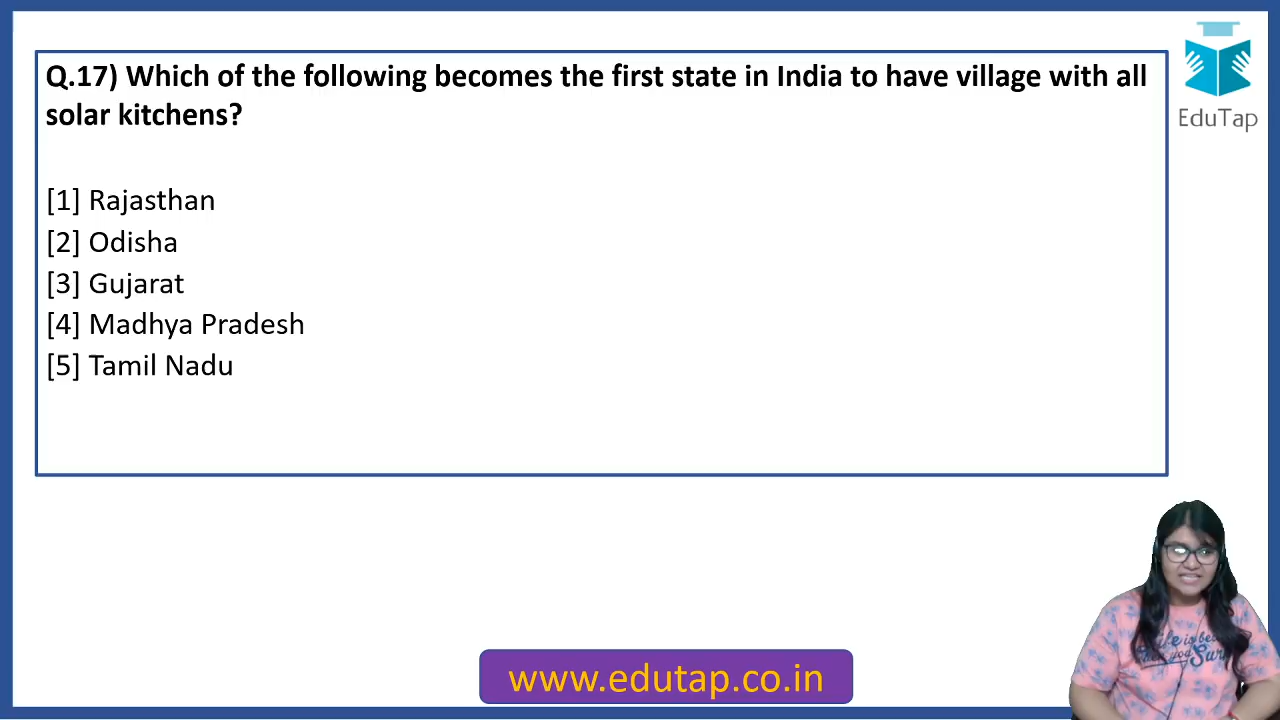 Q.17) Which of the following becomes the first state in India to have village with all
solar kitchens?
[1] Rajasthan
[2] Odisha
[3] Gujarat
[4] Madhya Pradesh
[5] Tamil Nadu
EduTap
www.edutap.co.in